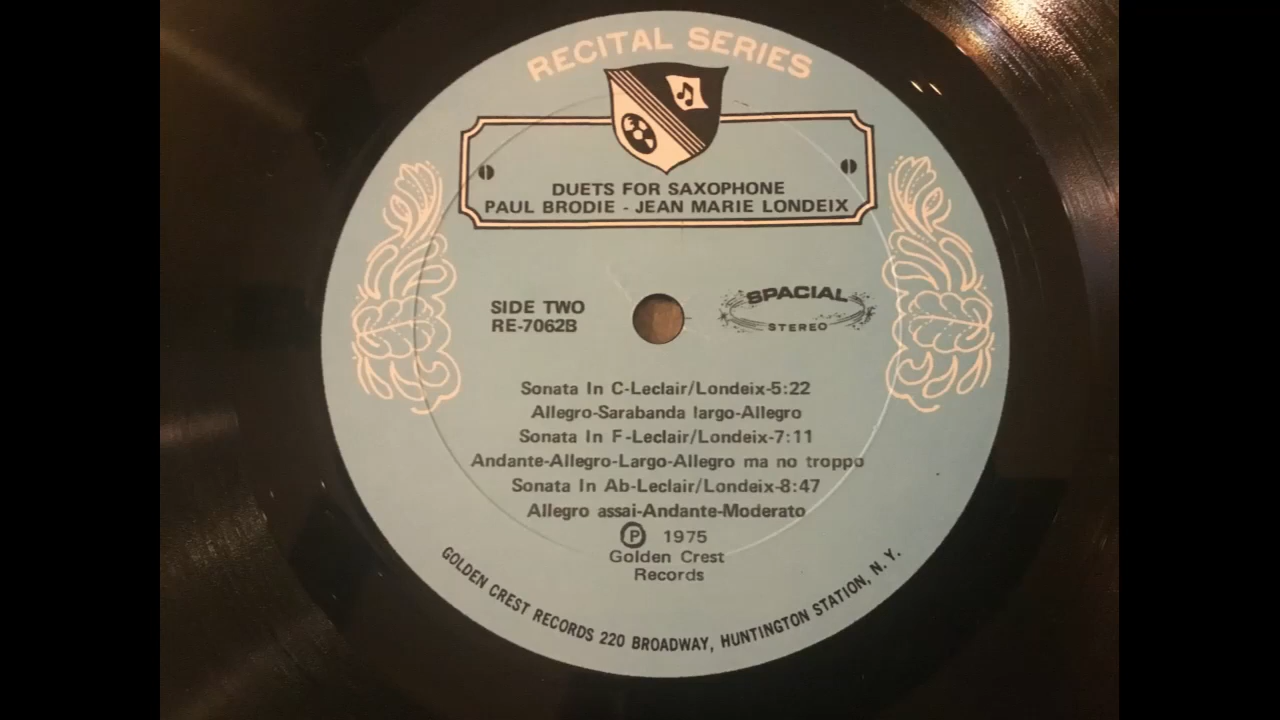 RECITAL SERIES
DUETS FOR SAXOPHONE
PAUL BRODIE - JEAN MARIE LONDEIX
SIDE TWO
RE-7062B
SPACIAL
STEREO
Sonata In C-Leclair/Londeix-5:22
Allegro-Sarabanda largo-Allegro
Sonata In F-Leclair/Londeix-7:11
Andante-Allegro-Largo-Allegro ma no troppo
Sonata In Ab-Leclair/Londeix-8:47
Allegro assai-Andante-Moderato
Ⓟ 1975
Golden Crest
Records
GOLDEN CREST RECORDS 220 BROADWAY, HUNTINGTON STATION, N. Y.